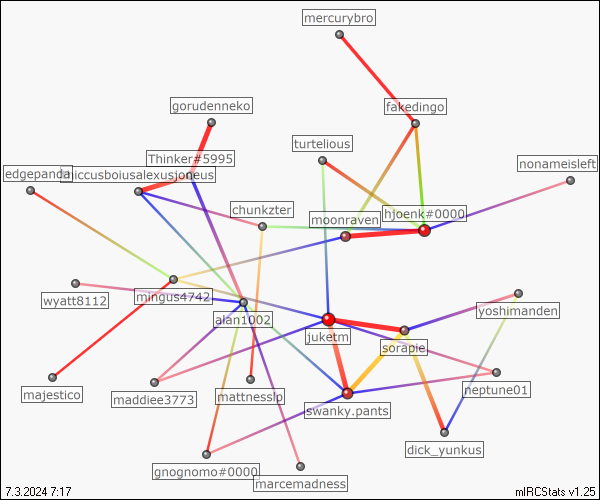 mercurybro
gorudenneko
fakedingo
turtelious
Thinker#5995
nonameisleft
edgepanda
hiccusboiusalexusjoneus
chunkzter
moonraven
hjoenk#0000
wyatt8112
mingus4742
alan1002
juketm
sorapie
yoshimanden
majestico
maddiee3773
mattnesslp
swanky.pants
neptune01
dick_yunkus
gnognomo#0000
marcemadness
7.3.2024 7:17
mIRCStats v1.25